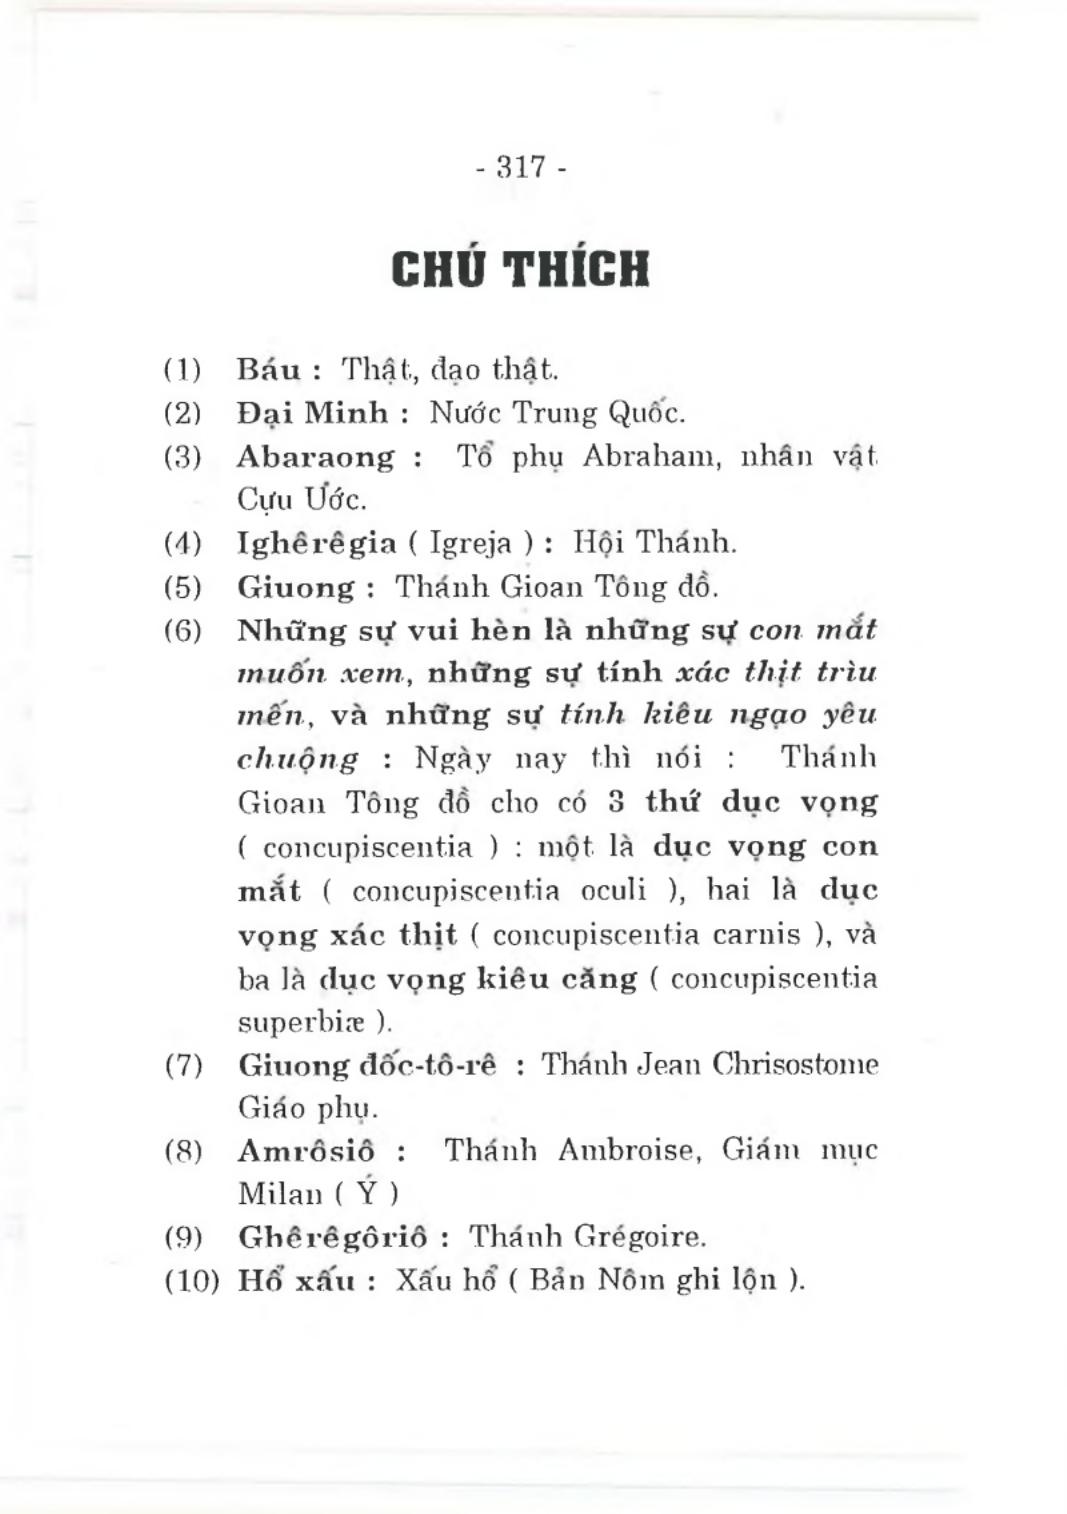 - 317 -
CHÚ THÍCH
(1) Báu : Thật, đạo thật.
(2) Đại Minh : Nước Trung Quốc.
(3) Abaraong : Tổ phụ Abraham, nhân vật
Cựu Ước.
(4) Ighêrêgia ( Igreja ) : Hội Thánh.
(5) Giuong : Thánh Gioan Tông đồ.
(6) Những sự vui hèn là những sự con mắt
muốn xem, những sự tính xác thịt trìu
mến, và những sự tính kiêu ngạo yêu
chuộng : Ngày nay thì nói : Thánh
Gioan Tông đồ cho có 3 thứ dục vọng
( concupiscentia ) : một là dục vọng con
mắt ( concupiscentia oculi ), hai là dục
vọng xác thịt ( concupiscentia carnis ), và
ba là dục vọng kiêu căng ( concupiscentia
superbiæ ).
(7) Giuong đốc-tô-rê : Thánh Jean Chrisostome
Giáo phụ.
(8) Amrôsiô : Thánh Ambroise, Giám mục
Milan ( Ý )
(9) Ghêrêgôriô : Thánh Grégoire.
(10) Hổ xấu : Xấu hổ ( Bản Nôm ghi lộn ).